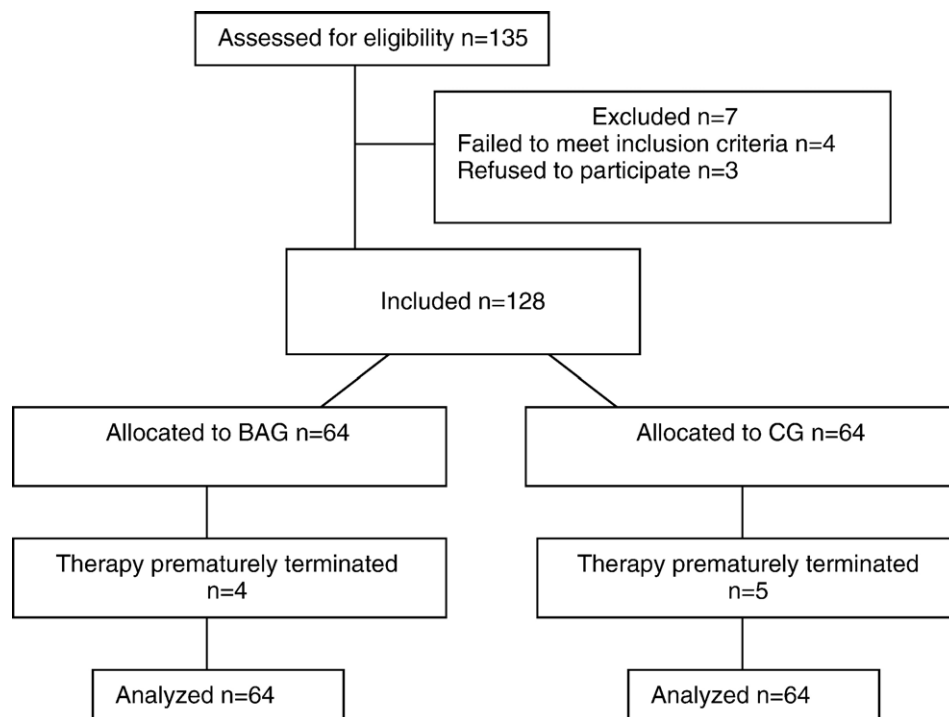 Assessed for eligibility n=135
Excluded n=7
Failed to meet inclusion criteria n=4
Refused to participate n=3
Included n=128
Allocated to BAG n=64
Allocated to CG n=64
Therapy prematurely terminated
n=4
Therapy prematurely terminated
n=5
Analyzed n=64
Analyzed n=64